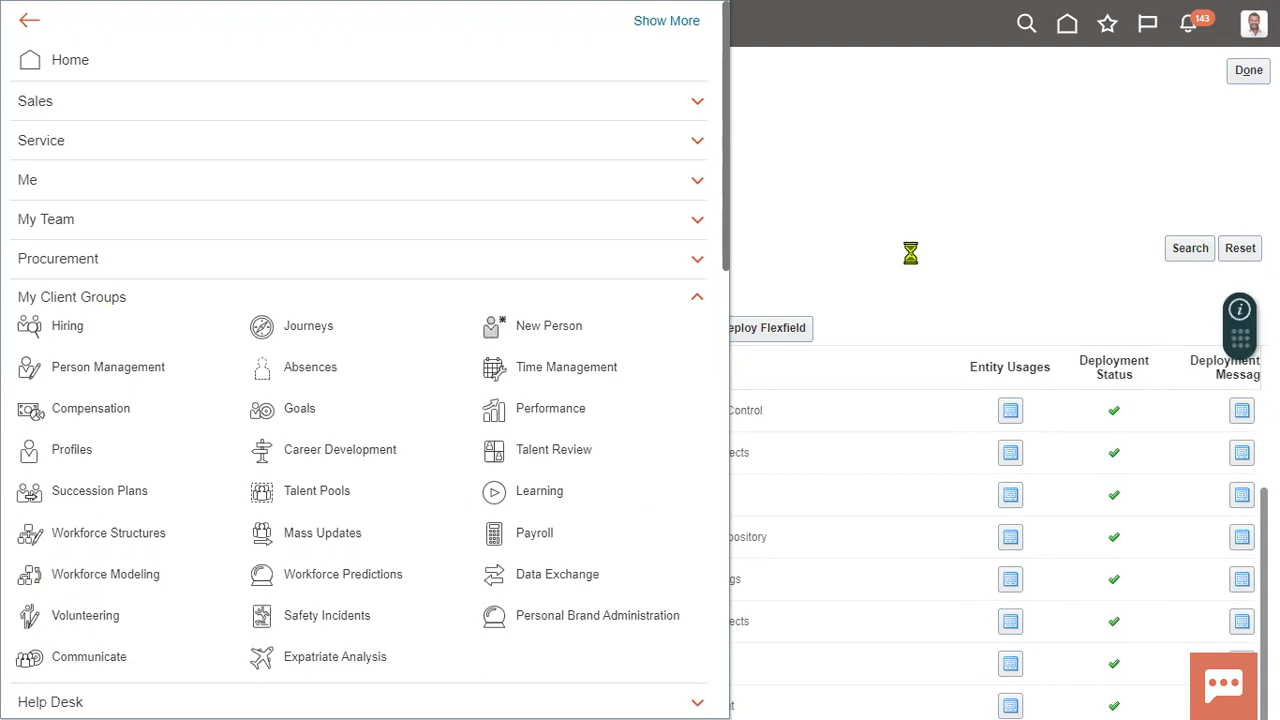 Show More
143
Home
Done
Sales
Service
Me
My Team
Search
Reset
Procurement
My Client Groups
Hiring
Journeys
New Person
eploy Flexfield
Person Management
Absences
Time Management
Entity Usages
Deployment
Status
Deployment
Messag
Compensation
Goals
Performance
Control
Profiles
Career Development
Talent Review
ects
Succession Plans
Talent Pools
Learning
Workforce Structures
Mass Updates
Payroll
pository
Workforce Modeling
Workforce Predictions
Data Exchange
gs
Volunteering
Safety Incidents
Personal Brand Administration
ects
Communicate
Expatriate Analysis
Help Desk
t